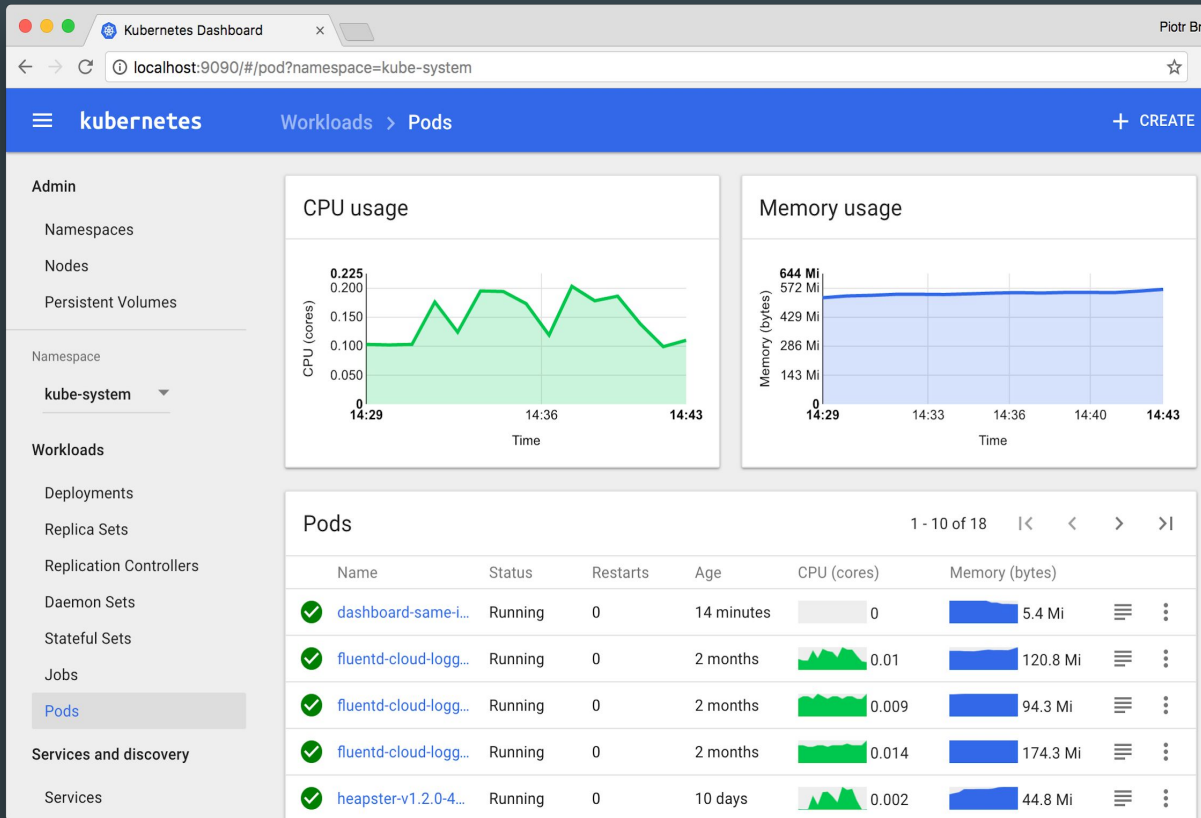 Kubernetes Dashboard
Piotr Br
localhost:9090/#/pod?namespace=kube-system
kubernetes
Workloads > Pods
+ CREATE
Admin
Namespaces
Nodes
Persistent Volumes
Namespace
kube-system
Workloads
Deployments
Replica Sets
Replication Controllers
Daemon Sets
Stateful Sets
Jobs
Pods
Services and discovery
Services
CPU usage
CPU (cores)
0.225
0.200
0.150
0.100
0.050
0
14:29 14:36 14:43
Time
Memory usage
Memory (bytes)
644 Mi
572 Mi
429 Mi
286 Mi
143 Mi
0
14:29 14:33 14:36 14:40 14:43
Time
Pods
1 - 10 of 18
Name Status Restarts Age CPU (cores) Memory (bytes)
dashboard-same-i... Running 0 14 minutes 0 5.4 Mi
fluentd-cloud-logg... Running 0 2 months 0.01 120.8 Mi
fluentd-cloud-logg... Running 0 2 months 0.009 94.3 Mi
fluentd-cloud-logg... Running 0 2 months 0.014 174.3 Mi
heapster-v1.2.0-4... Running 0 10 days 0.002 44.8 Mi